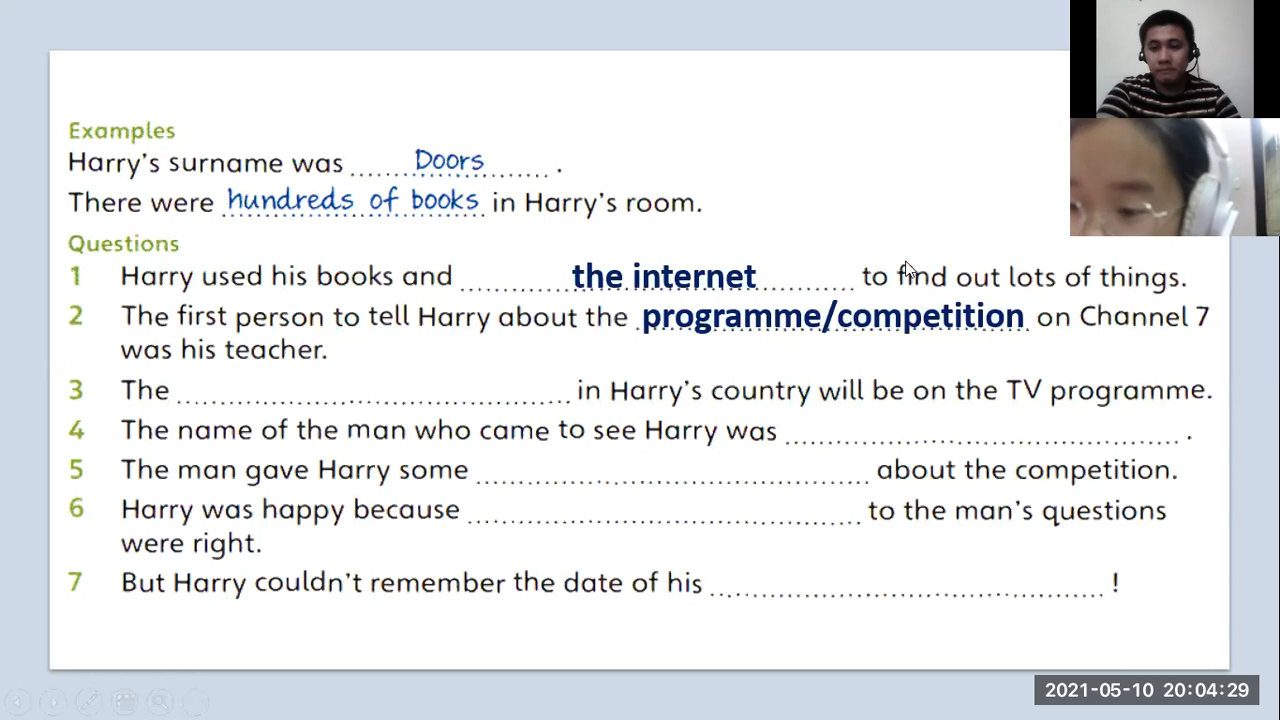 Examples
Harry's surname was Doors .
There were hundreds of books in Harry's room.
Questions
1 Harry used his books and the internet to find out lots of things.
2 The first person to tell Harry about the programme/competition on Channel 7
was his teacher.
3 The ........................................ in Harry's country will be on the TV programme.
4 The name of the man who came to see Harry was ........................................ .
5 The man gave Harry some ........................................ about the competition.
6 Harry was happy because ........................................ to the man's questions
were right.
7 But Harry couldn't remember the date of his ........................................ !
2021-05-10 20:04:29